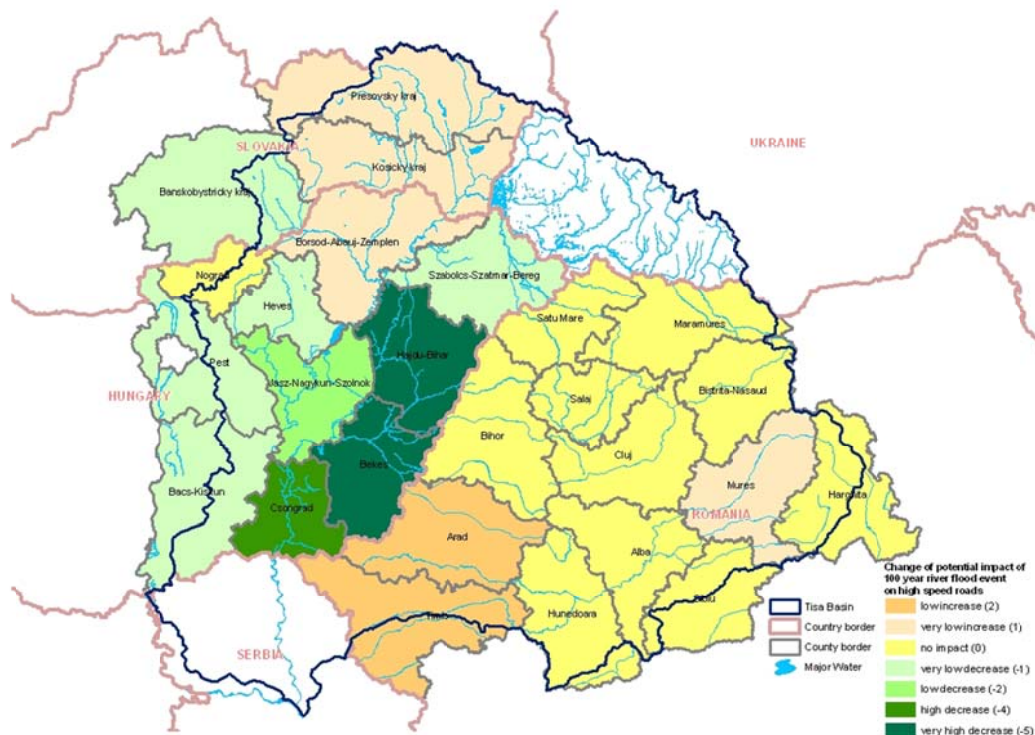 Presovsky kraj
SLOVAKIA
UKRAINE
Kosicky kraj
Banskobystricky kraj
Borsod-Abauj-Zemplen
Nograd
Szabolcs-Szatmar-Bereg
Heves
Satu Mare
Maramures
Pest
Hajdu-Bihar
Jasz-Nagykun-Szolnok
Bistrita-Nasaud
HUNGARY
Salaj
Bihor
Cluj
Bekes
Mures
Bacs-Kiskun
Harghita
Csongrad
ROMANIA
Arad
Alba
Sibiu
Timis
Hunedoara
SERBIA
Change of potential impact of
100 year river flood event
on high speed roads
low increase (2)
very low increase (1)
no impact (0)
very low decrease (-1)
low decrease (-2)
high decrease (-4)
very high decrease (-5)
Tisa Basin
Country border
County border
Major Water